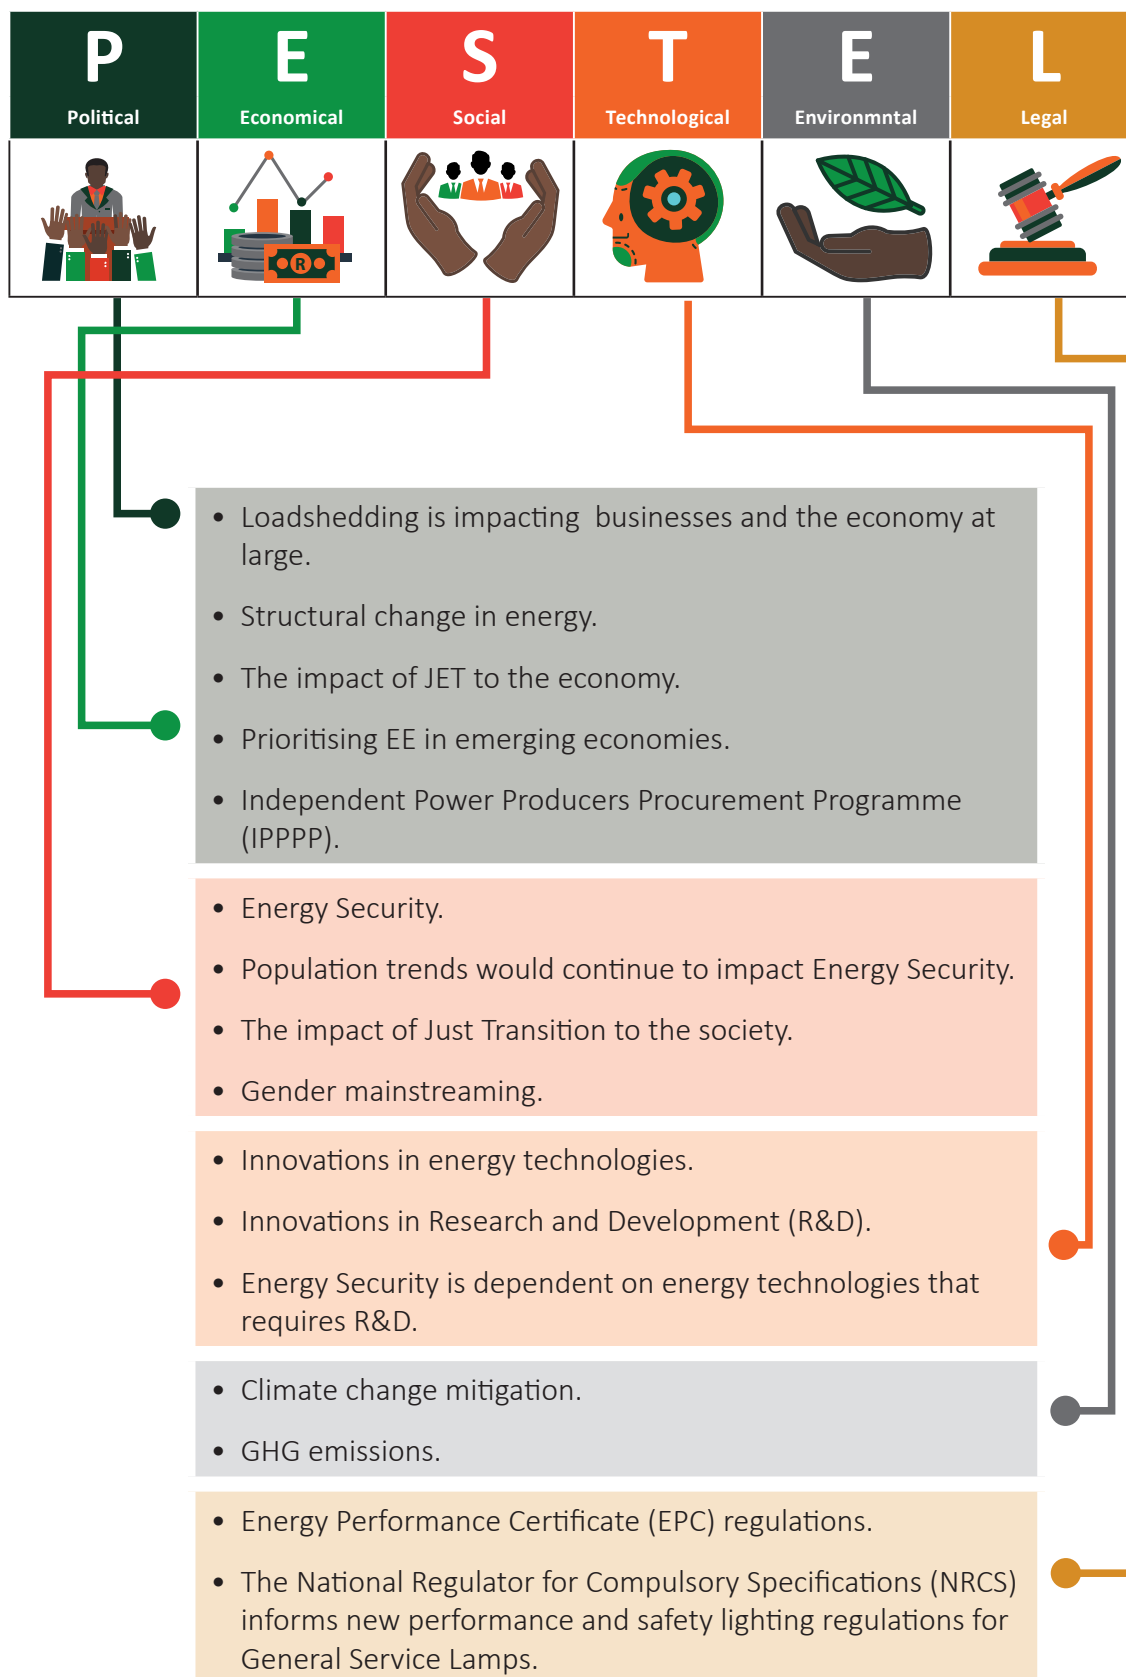 P E S T E L
Political Economical Social Technological Environmntal Legal
R
• Loadshedding is impacting businesses and the economy at
large.
• Structural change in energy.
• The impact of JET to the economy.
• Prioritising EE in emerging economies.
• Independent Power Producers Procurement Programme
(IPPPP).
• Energy Security.
• Population trends would continue to impact Energy Security.
• The impact of Just Transition to the society.
• Gender mainstreaming.
• Innovations in energy technologies.
• Innovations in Research and Development (R&D).
• Energy Security is dependent on energy technologies that
requires R&D.
• Climate change mitigation.
• GHG emissions.
• Energy Performance Certificate (EPC) regulations.
• The National Regulator for Compulsory Specifications (NRCS)
informs new performance and safety lighting regulations for
General Service Lamps.